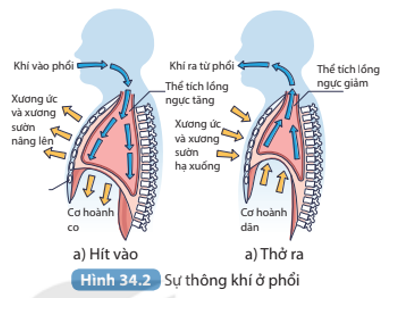 Khí vào phổi
Thể tích lồng
ngực tăng
Xương ức
và xương
sườn
nâng lên
Cơ hoành
co
a) Hít vào
Khí ra từ phổi
Thể tích lồng
ngực giảm
Xương ức
và xương
sườn
hạ xuống
Cơ hoành
dãn
a) Thở ra
Hình 34.2 Sự thông khí ở phổi